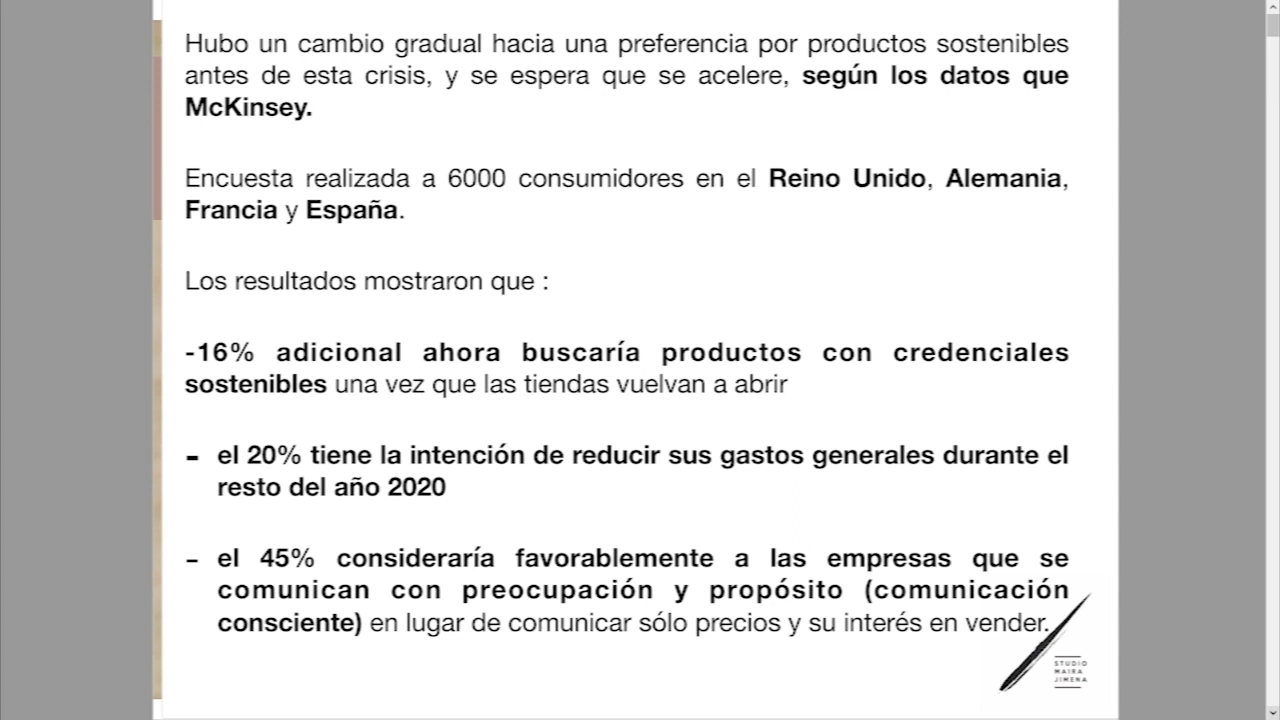 Hubo un cambio gradual hacia una preferencia por productos sostenibles
antes de esta crisis, y se espera que se acelere, según los datos que
McKinsey.
Encuesta realizada a 6000 consumidores en el Reino Unido, Alemania,
Francia y España.
Los resultados mostraron que :
-16% adicional ahora buscaría productos con credenciales
sostenibles una vez que las tiendas vuelvan a abrir
- el 20% tiene la intención de reducir sus gastos generales durante el
resto del año 2020
- el 45% consideraría favorablemente a las empresas que se
comunican con preocupación y propósito (comunicación
consciente) en lugar de comunicar sólo precios y su interés en vender.
STUDIO
MAIRA
JIMENA